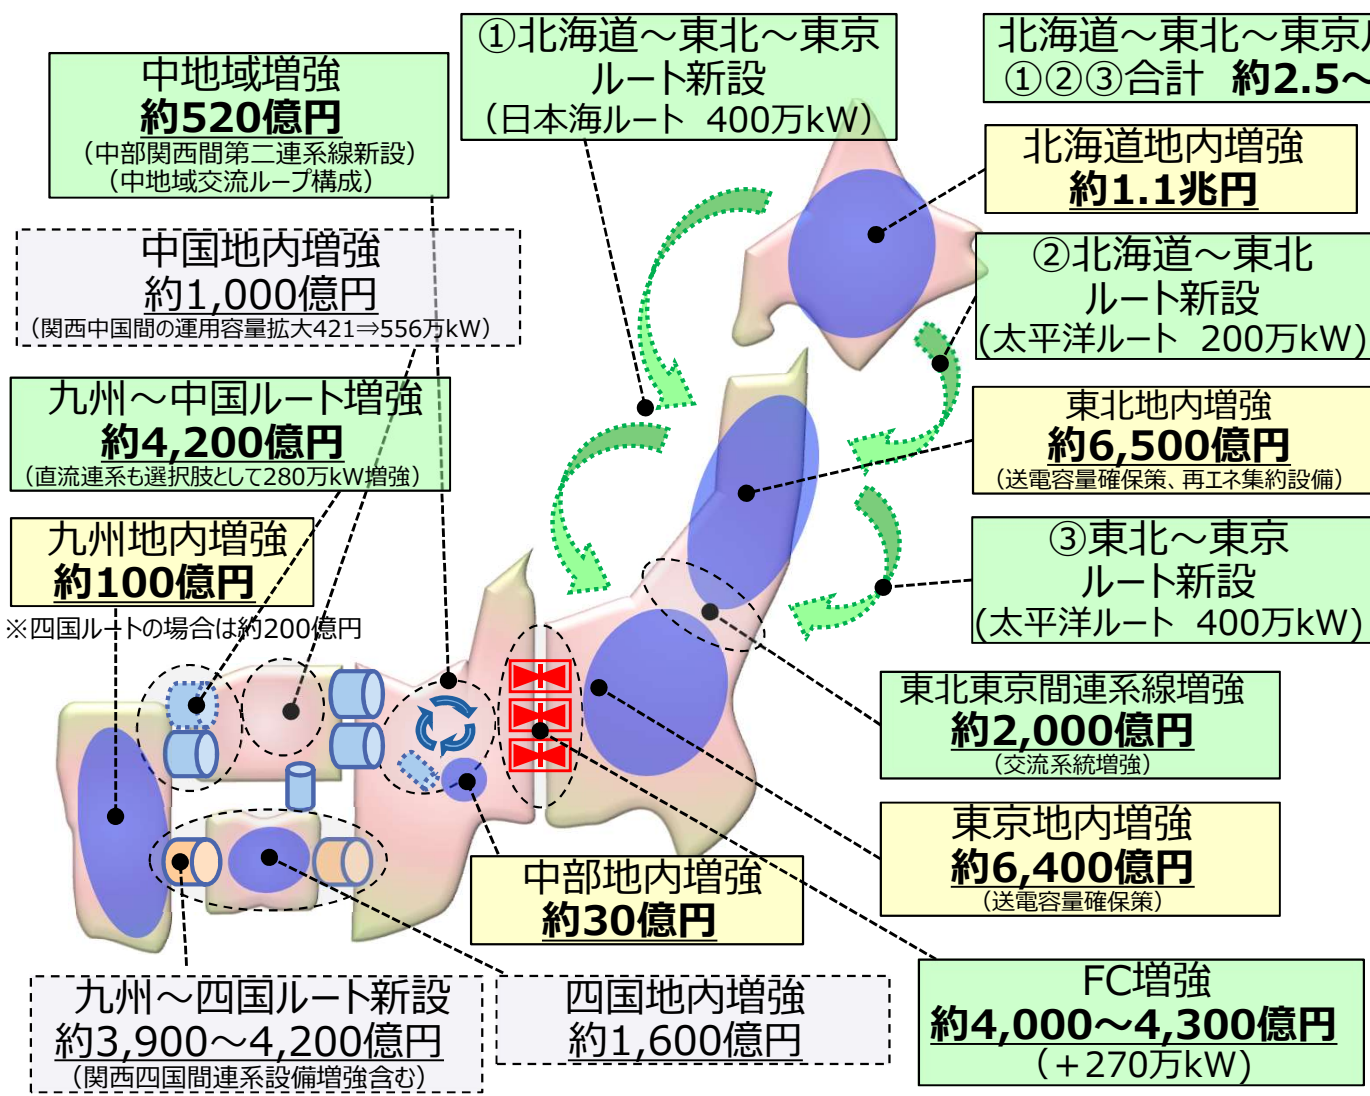 ①北海道～東北～東京
ルート新設
（日本海ルート 400万kW）
北海道～東北～東京
①②③合計 約2.5～
中地域増強
約520億円
（中部関西間第二連系線新設）
（中地域交流ループ構成）
北海道地内増強
約1.1兆円
中国地内増強
約1,000億円
（関西中国間の運用容量拡大421⇒556万kW）
②北海道～東北
ルート新設
(太平洋ルート 200万kW)
九州～中国ルート増強
約4,200億円
（直流連系も選択肢として280万kW増強）
東北地内増強
約6,500億円
（送電容量確保策、再エネ集約設備）
九州地内増強
約100億円
※四国ルートの場合は約200億円
③東北～東京
ルート新設
(太平洋ルート 400万kW)
東北東京間連系線増強
約2,000億円
（交流系統増強）
東京地内増強
約6,400億円
（送電容量確保策）
中部地内増強
約30億円
九州～四国ルート新設
約3,900～4,200億円
（関西四国間連系設備増強含む）
四国地内増強
約1,600億円
FC増強
約4,000～4,300億円
（＋270万kW)